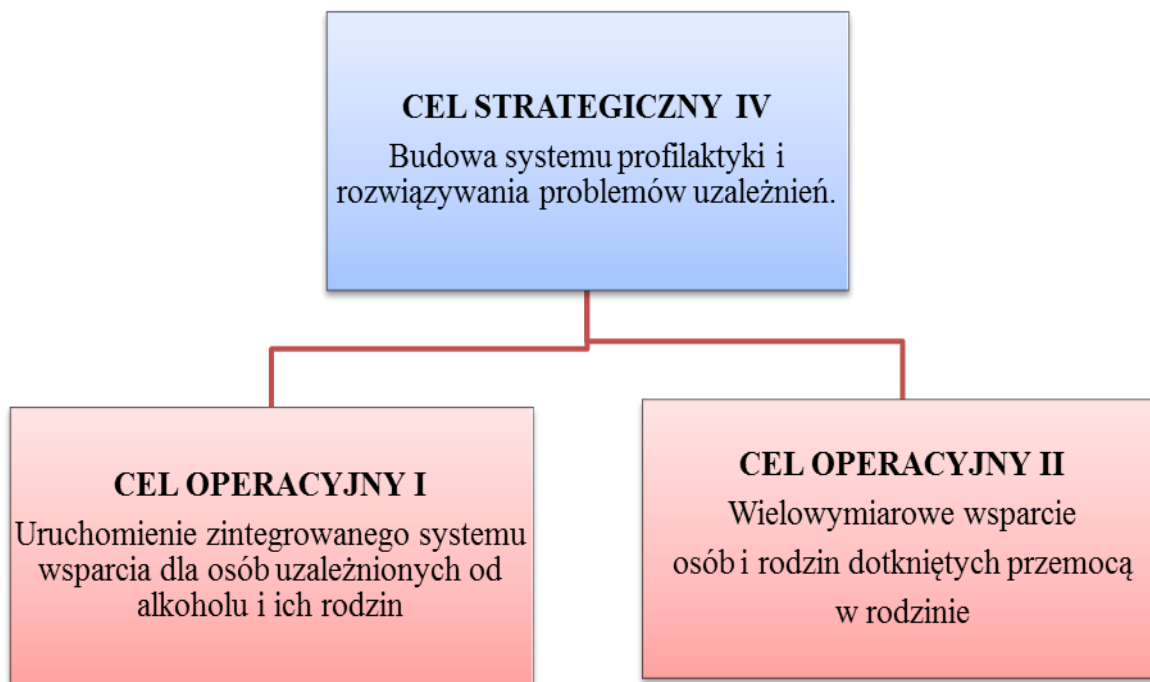 CEL STRATEGICZNY IV
Budowa systemu profilaktyki i
rozwiązywania problemów uzależnień.
CEL OPERACYJNY I
Uruchomienie zintegrowanego systemu
wsparcia dla osób uzależnionych od
alkoholu i ich rodzin
CEL OPERACYJNY II
Wielowymiarowe wsparcie
osób i rodzin dotkniętych przemocą
w rodzinie